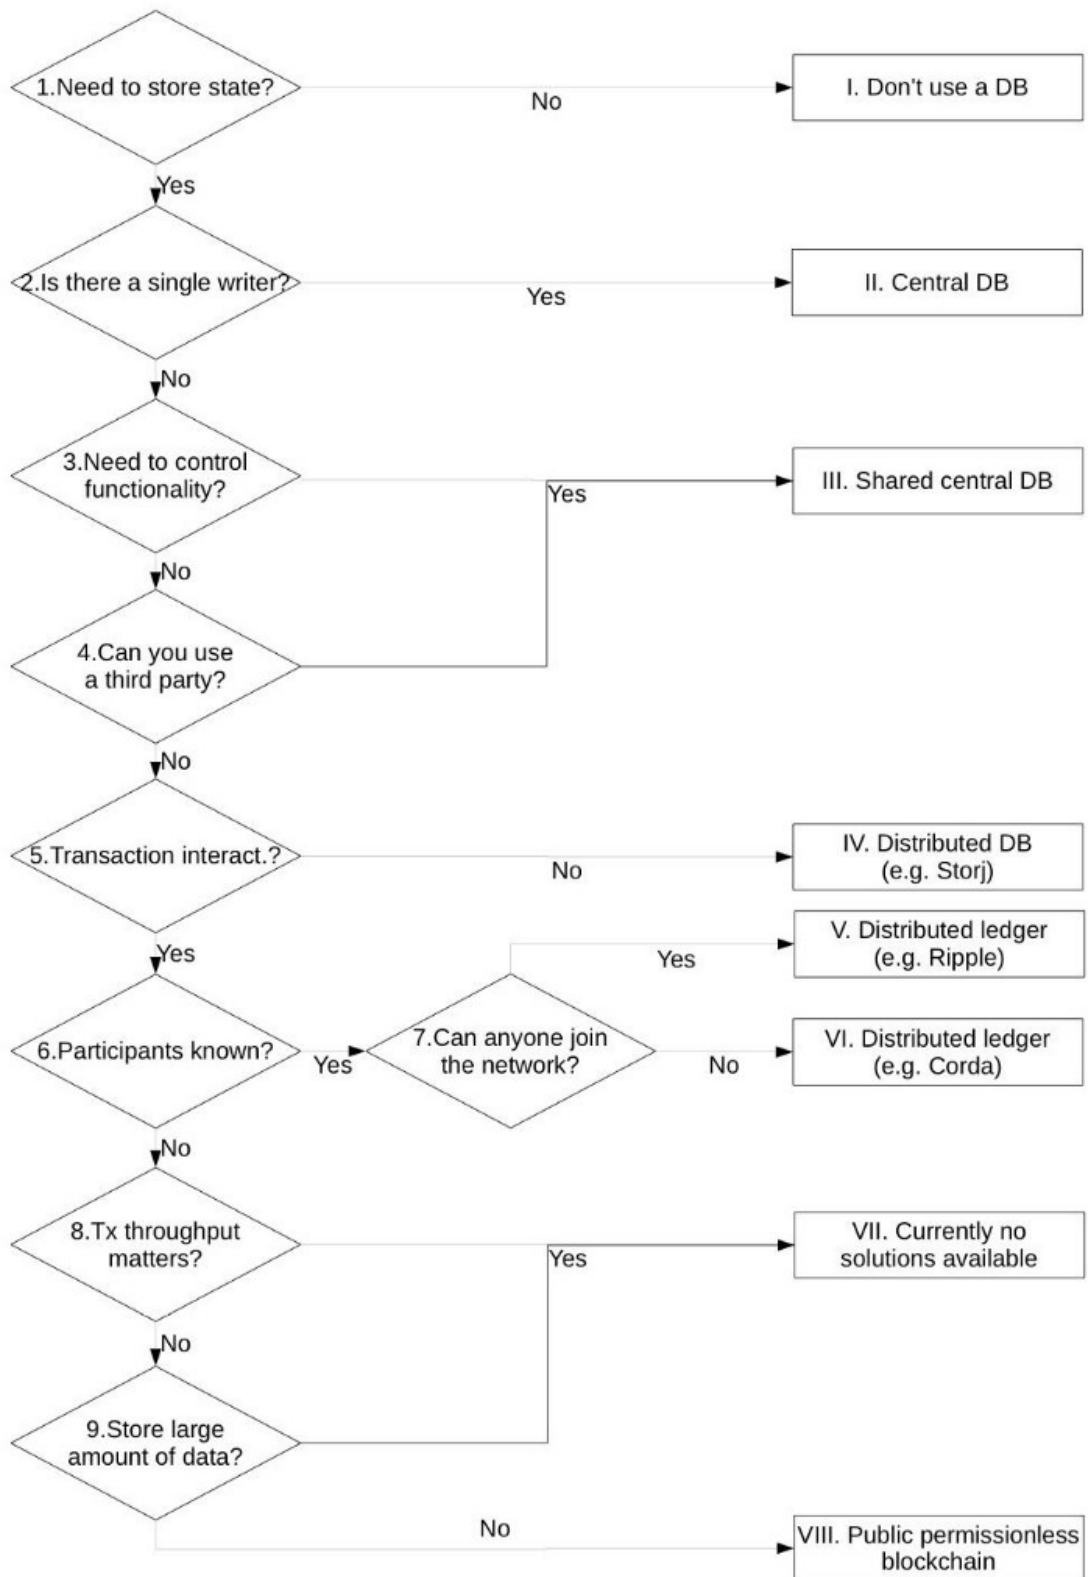 1.Need to store state?
No
I. Don't use a DB
Yes
2.Is there a single writer?
Yes
II. Central DB
No
3.Need to control
functionality?
Yes
III. Shared central DB
No
4.Can you use
a third party?
No
5.Transaction interact.?
No
IV. Distributed DB
(e.g. Storj)
Yes
6.Participants known?
Yes
7.Can anyone join
the network?
Yes
V. Distributed ledger
(e.g. Ripple)
No
VI. Distributed ledger
(e.g. Corda)
No
8.Tx throughput
matters?
Yes
VII. Currently no
solutions available
No
9.Store large
amount of data?
No
VIII. Public permissionless
blockchain